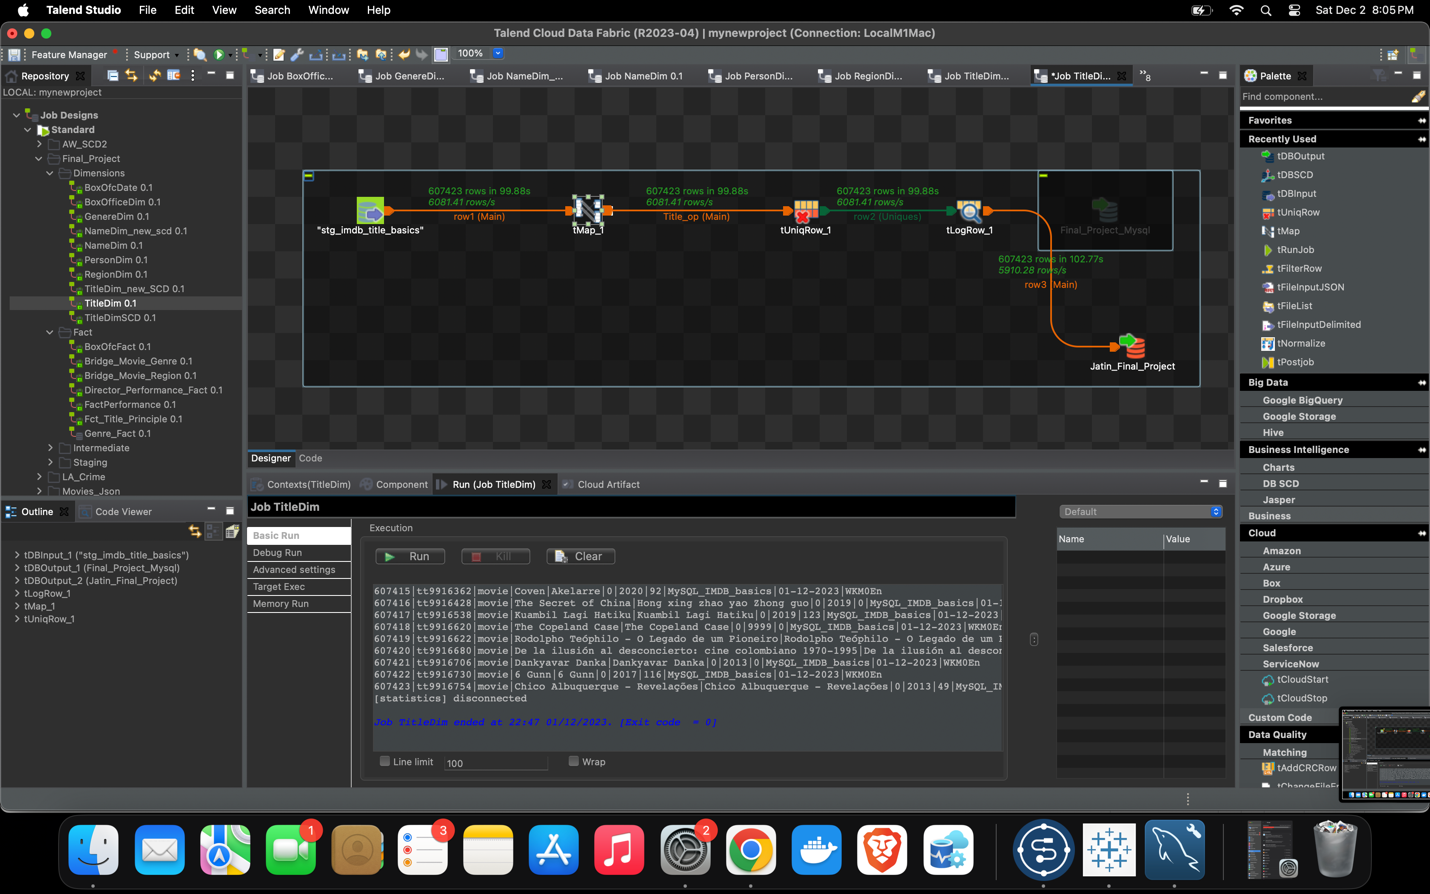 Talend Studio File Edit View Search Window Help
Sat Dec 2 8:05 PM
Talend Cloud Data Fabric (R2023-04) | mynewproject (Connection: LocalM1Mac)
Feature Manager
Support
100%
Repository
LOCAL: mynewproject
Job Designs
Standard
AW_SCD2
Final_Project
Dimensions
BoxOfcDate 0.1
BoxOfficeDim 0.1
GenereDim 0.1
NameDim_new_scd 0.1
NameDim 0.1
PersonDim 0.1
RegionDim 0.1
TitleDim_new_SCD 0.1
TitleDim 0.1
TitleDimSCD 0.1
Fact
BoxOfcFact 0.1
Bridge_Movie_Genre 0.1
Bridge_Movie_Region 0.1
Director_Performance_Fact 0.1
FactPerformance 0.1
Fct_Title_Principle 0.1
Genre_Fact 0.1
Intermediate
Staging
LA_Crime
Movies_Json
Outline
Code Viewer
tDBInput_1 ("stg_imdb_title_basics")
tDBOutput_1 (Final_Project_Mysql)
tDBOutput_2 (Jatin_Final_Project)
tLogRow_1
tMap_1
tUniqRow_1
Job BoxOffic...
Job GenereDi...
Job NameDim_...
Job NameDim 0.1
Job PersonDi...
Job RegionDi...
Job TitleDim...
*Job TitleDi...
»8
607423 rows in 99.88s
6081.41 rows/s
row1 (Main)
"stg_imdb_title_basics"
tMap_1
607423 rows in 99.88s
6081.41 rows/s
Title_op (Main)
tUniqRow_1
607423 rows in 99.88s
6081.41 rows/s
row2 (Uniques)
tLogRow_1
Final_Project_Mysql
607423 rows in 102.77s
5910.28 rows/s
row3 (Main)
Jatin_Final_Project
Designer
Code
Contexts(TitleDim)
Component
Run (Job TitleDim)
Cloud Artifact
Job TitleDim
Default
Basic Run
Debug Run
Advanced settings
Target Exec
Memory Run
Execution
Run
Kill
Clear
607415|tt9916362|movie|Coven|Akelarre|0|2020|92|MySQL_IMDB_basics|01-12-2023|WKM0En
607416|tt9916428|movie|The Secret of China|Hong xing zhao yao Zhong guo|0|2019|0|MySQL_IMDB_basics|01-1
607417|tt9916538|movie|Kuambil Lagi Hatiku|Kuambil Lagi Hatiku|0|2019|123|MySQL_IMDB_basics|01-12-2023|
607418|tt9916620|movie|The Copeland Case|The Copeland Case|0|9999|0|MySQL_IMDB_basics|01-12-2023|WKM0En
607419|tt9916622|movie|Rodolpho Teóphilo - O Legado de um Pioneiro|Rodolpho Teóphilo - O Legado de um P
607420|tt9916680|movie|De la ilusión al desconcierto: cine colombiano 1970-1995|De la ilusión al descon
607421|tt9916706|movie|Dankyavar Danka|Dankyavar Danka|0|2013|0|MySQL_IMDB_basics|01-12-2023|WKM0En
607422|tt9916730|movie|6 Gunn|6 Gunn|0|2017|116|MySQL_IMDB_basics|01-12-2023|WKM0En
607423|tt9916754|movie|Chico Albuquerque - Revelações|Chico Albuquerque - Revelações|0|2013|49|MySQL_IM
[statistics] disconnected
Job TitleDim ended at 22:47 01/12/2023. [Exit code = 0]
Line limit
100
Wrap
Name
Value
Palette
Find component...
Favorites
Recently Used
tDBOutput
tDBSCD
tDBInput
tUniqRow
tMap
tRunJob
tFilterRow
tFileInputJSON
tFileList
tFileInputDelimited
tNormalize
tPostjob
Big Data
Google BigQuery
Google Storage
Hive
Business Intelligence
Charts
DB SCD
Jasper
Business
Cloud
Amazon
Azure
Box
Dropbox
Google Storage
Google
Salesforce
ServiceNow
tCloudStart
tCloudStop
Custom Code
Data Quality
Matching
tAddCRCRow
tChangeFileE
1
3
2